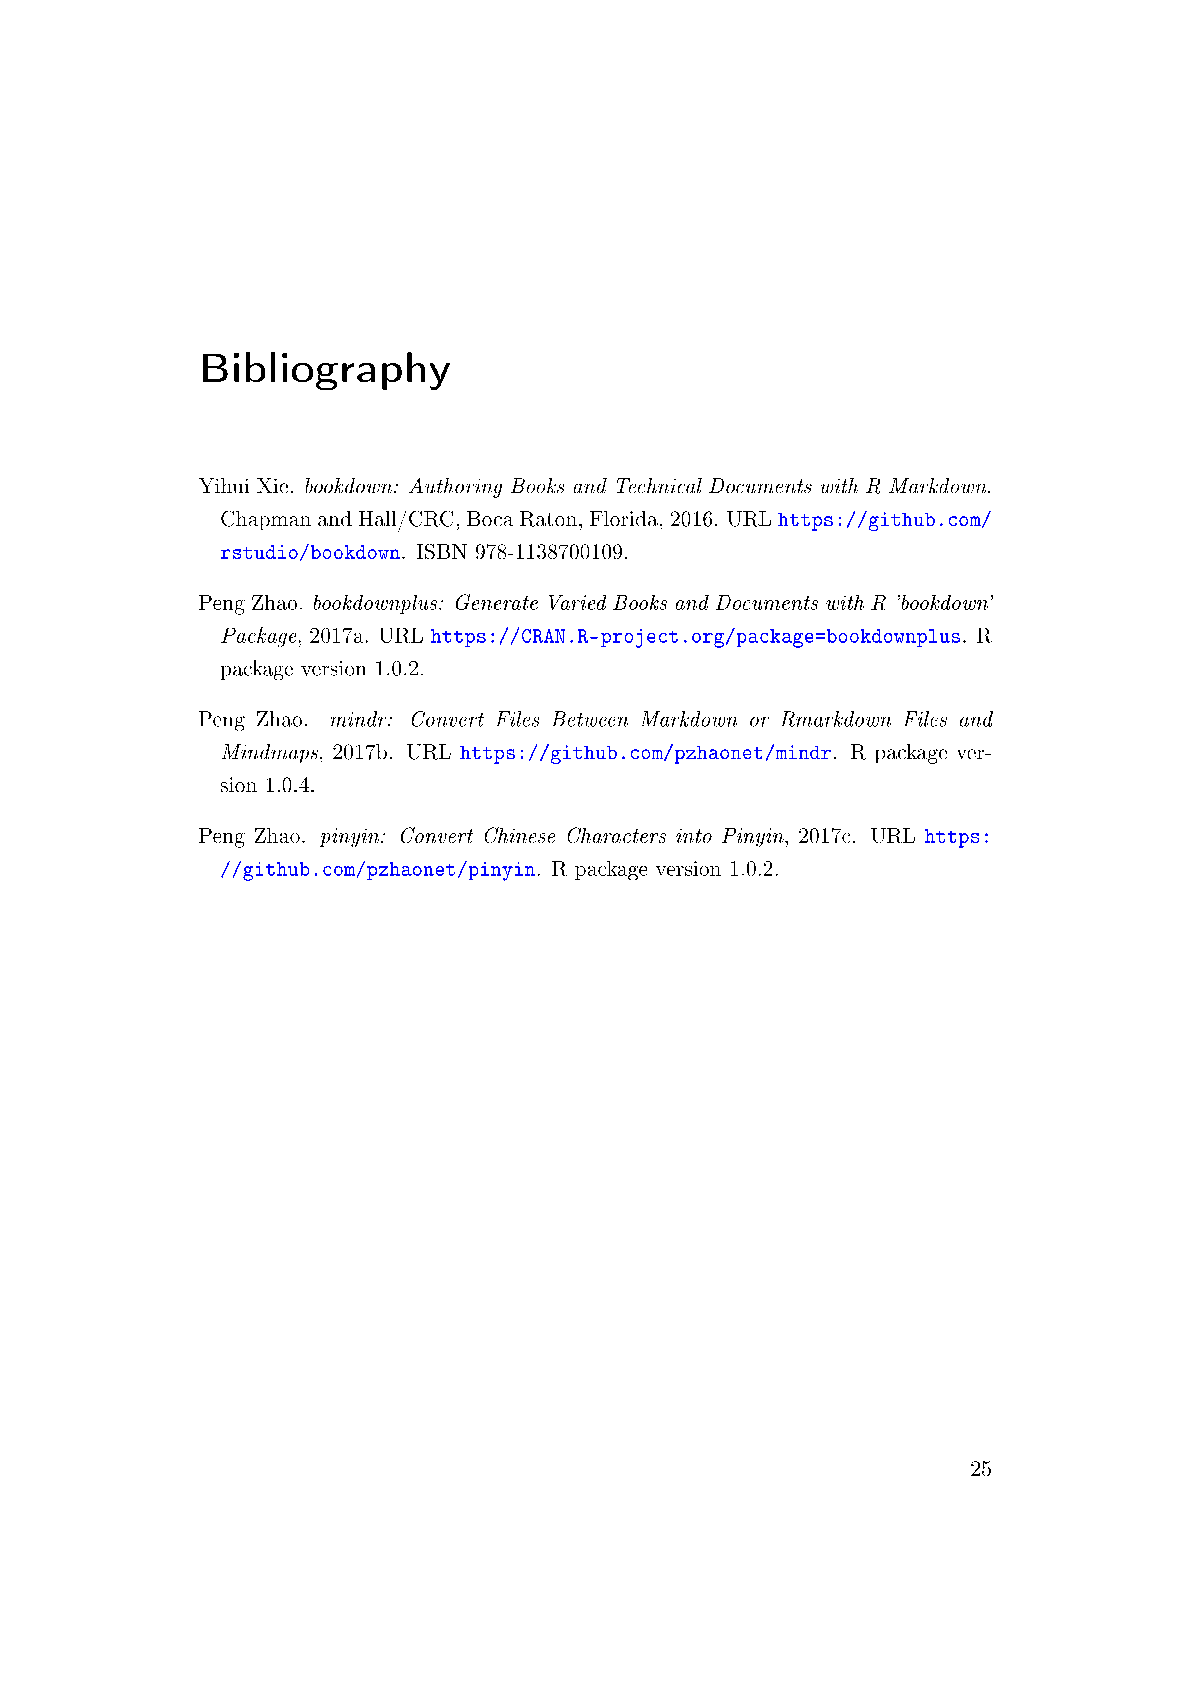 Bibliography
Yihui Xie. bookdown: Authoring Books and Technical Documents with R Markdown.
Chapman and Hall/CRC, Boca Raton, Florida, 2016. URL https://github.com/
rstudio/bookdown. ISBN 978-1138700109.
Peng Zhao. bookdownplus: Generate Varied Books and Documents with R 'bookdown'
Package, 2017a. URL https://CRAN.R-project.org/package=bookdownplus. R
package version 1.0.2.
Peng Zhao. mindr: Convert Files Between Markdown or Rmarkdown Files and
Mindmaps, 2017b. URL https://github.com/pzhaonet/mindr. R package ver-
sion 1.0.4.
Peng Zhao. pinyin: Convert Chinese Characters into Pinyin, 2017c. URL https:
//github.com/pzhaonet/pinyin. R package version 1.0.2.
25